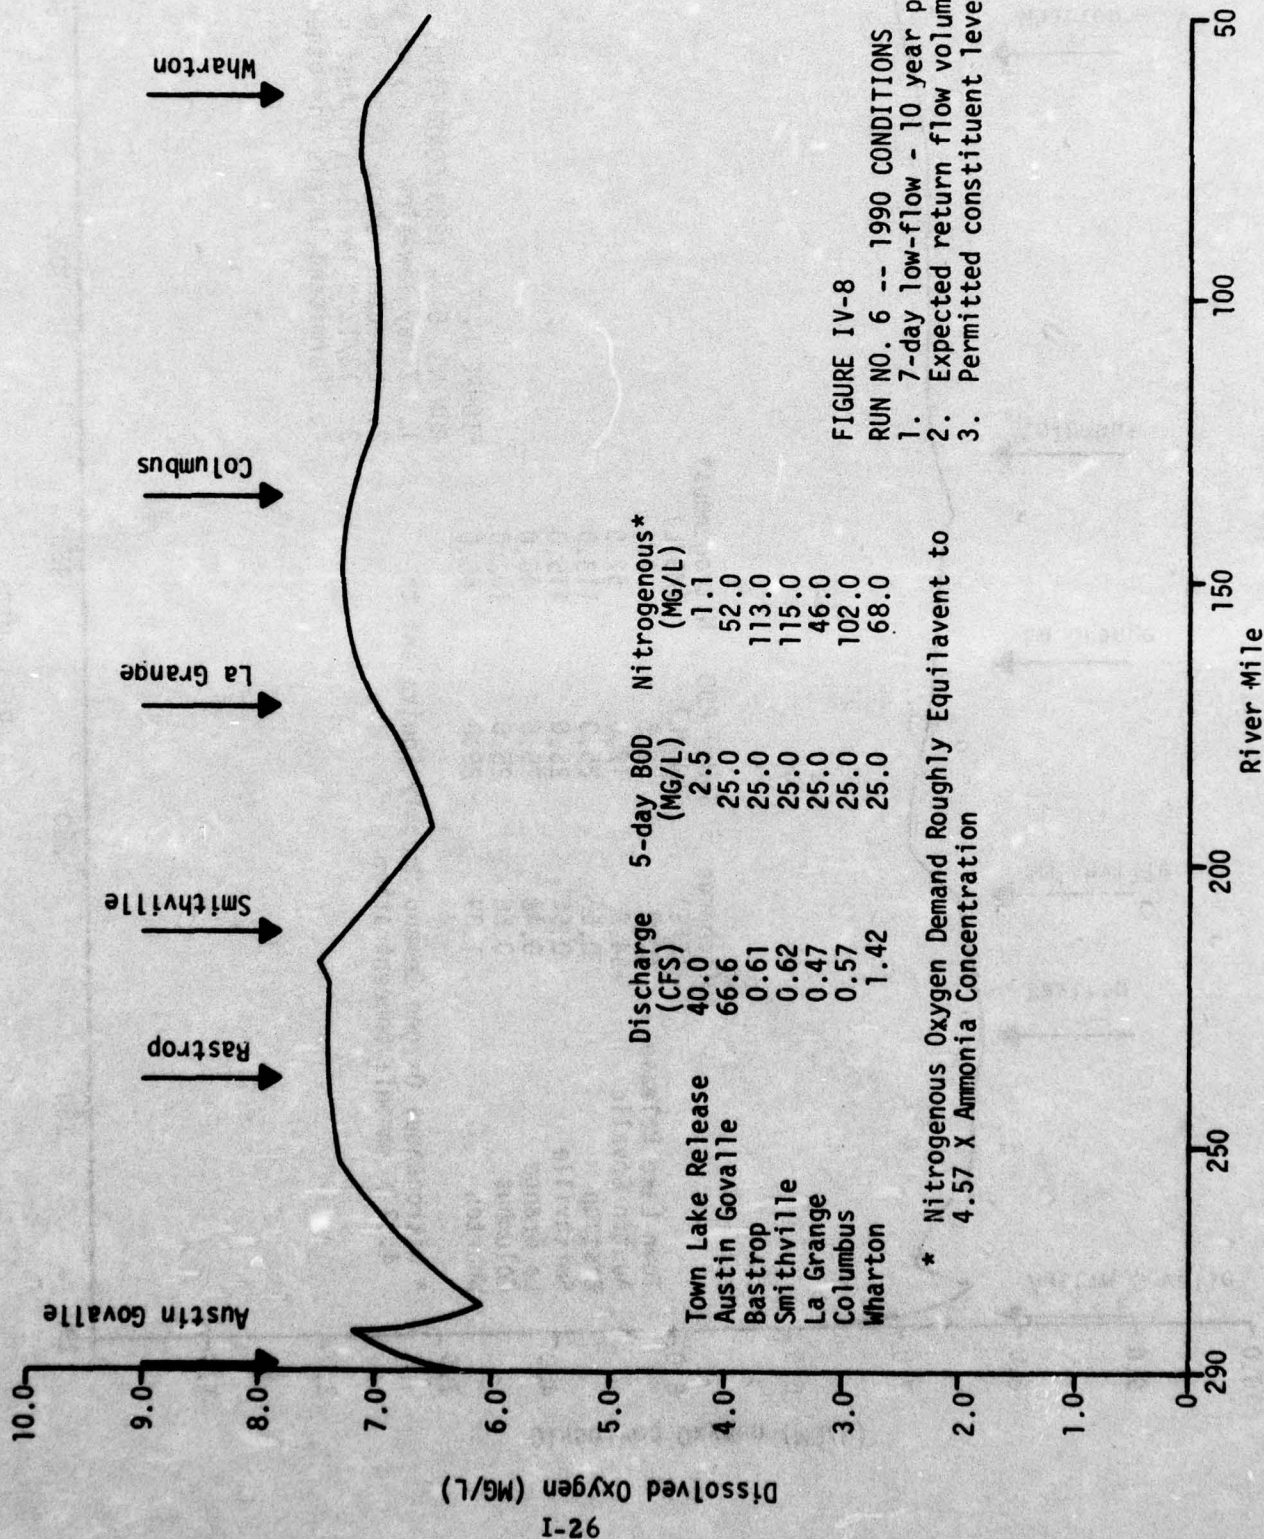 Wharton
Columbus
La Grange
Smithville
Bastrop
Austin Govalle
10.0
9.0
8.0
7.0
6.0
5.0
4.0
3.0
2.0
1.0
0
Dissolved Oxygen (MG/L)
290
250
200
150
100
50
River Mile
Discharge 5-day BOD Nitrogenous*
(CFS) (MG/L) (MG/L)
Town Lake Release 40.0 2.5 1.1
Austin Govalle 66.6 25.0 52.0
Bastrop 0.61 25.0 113.0
Smithville 0.62 25.0 115.0
La Grange 0.47 25.0 46.0
Columbus 0.57 25.0 102.0
Wharton 1.42 25.0 68.0
* Nitrogenous Oxygen Demand Roughly Equilavent to
4.57 X Ammonia Concentration
FIGURE IV-8
RUN NO. 6 -- 1990 CONDITIONS
1. 7-day low-flow - 10 year
2. Expected return flow
3. Permitted constituent
I-92